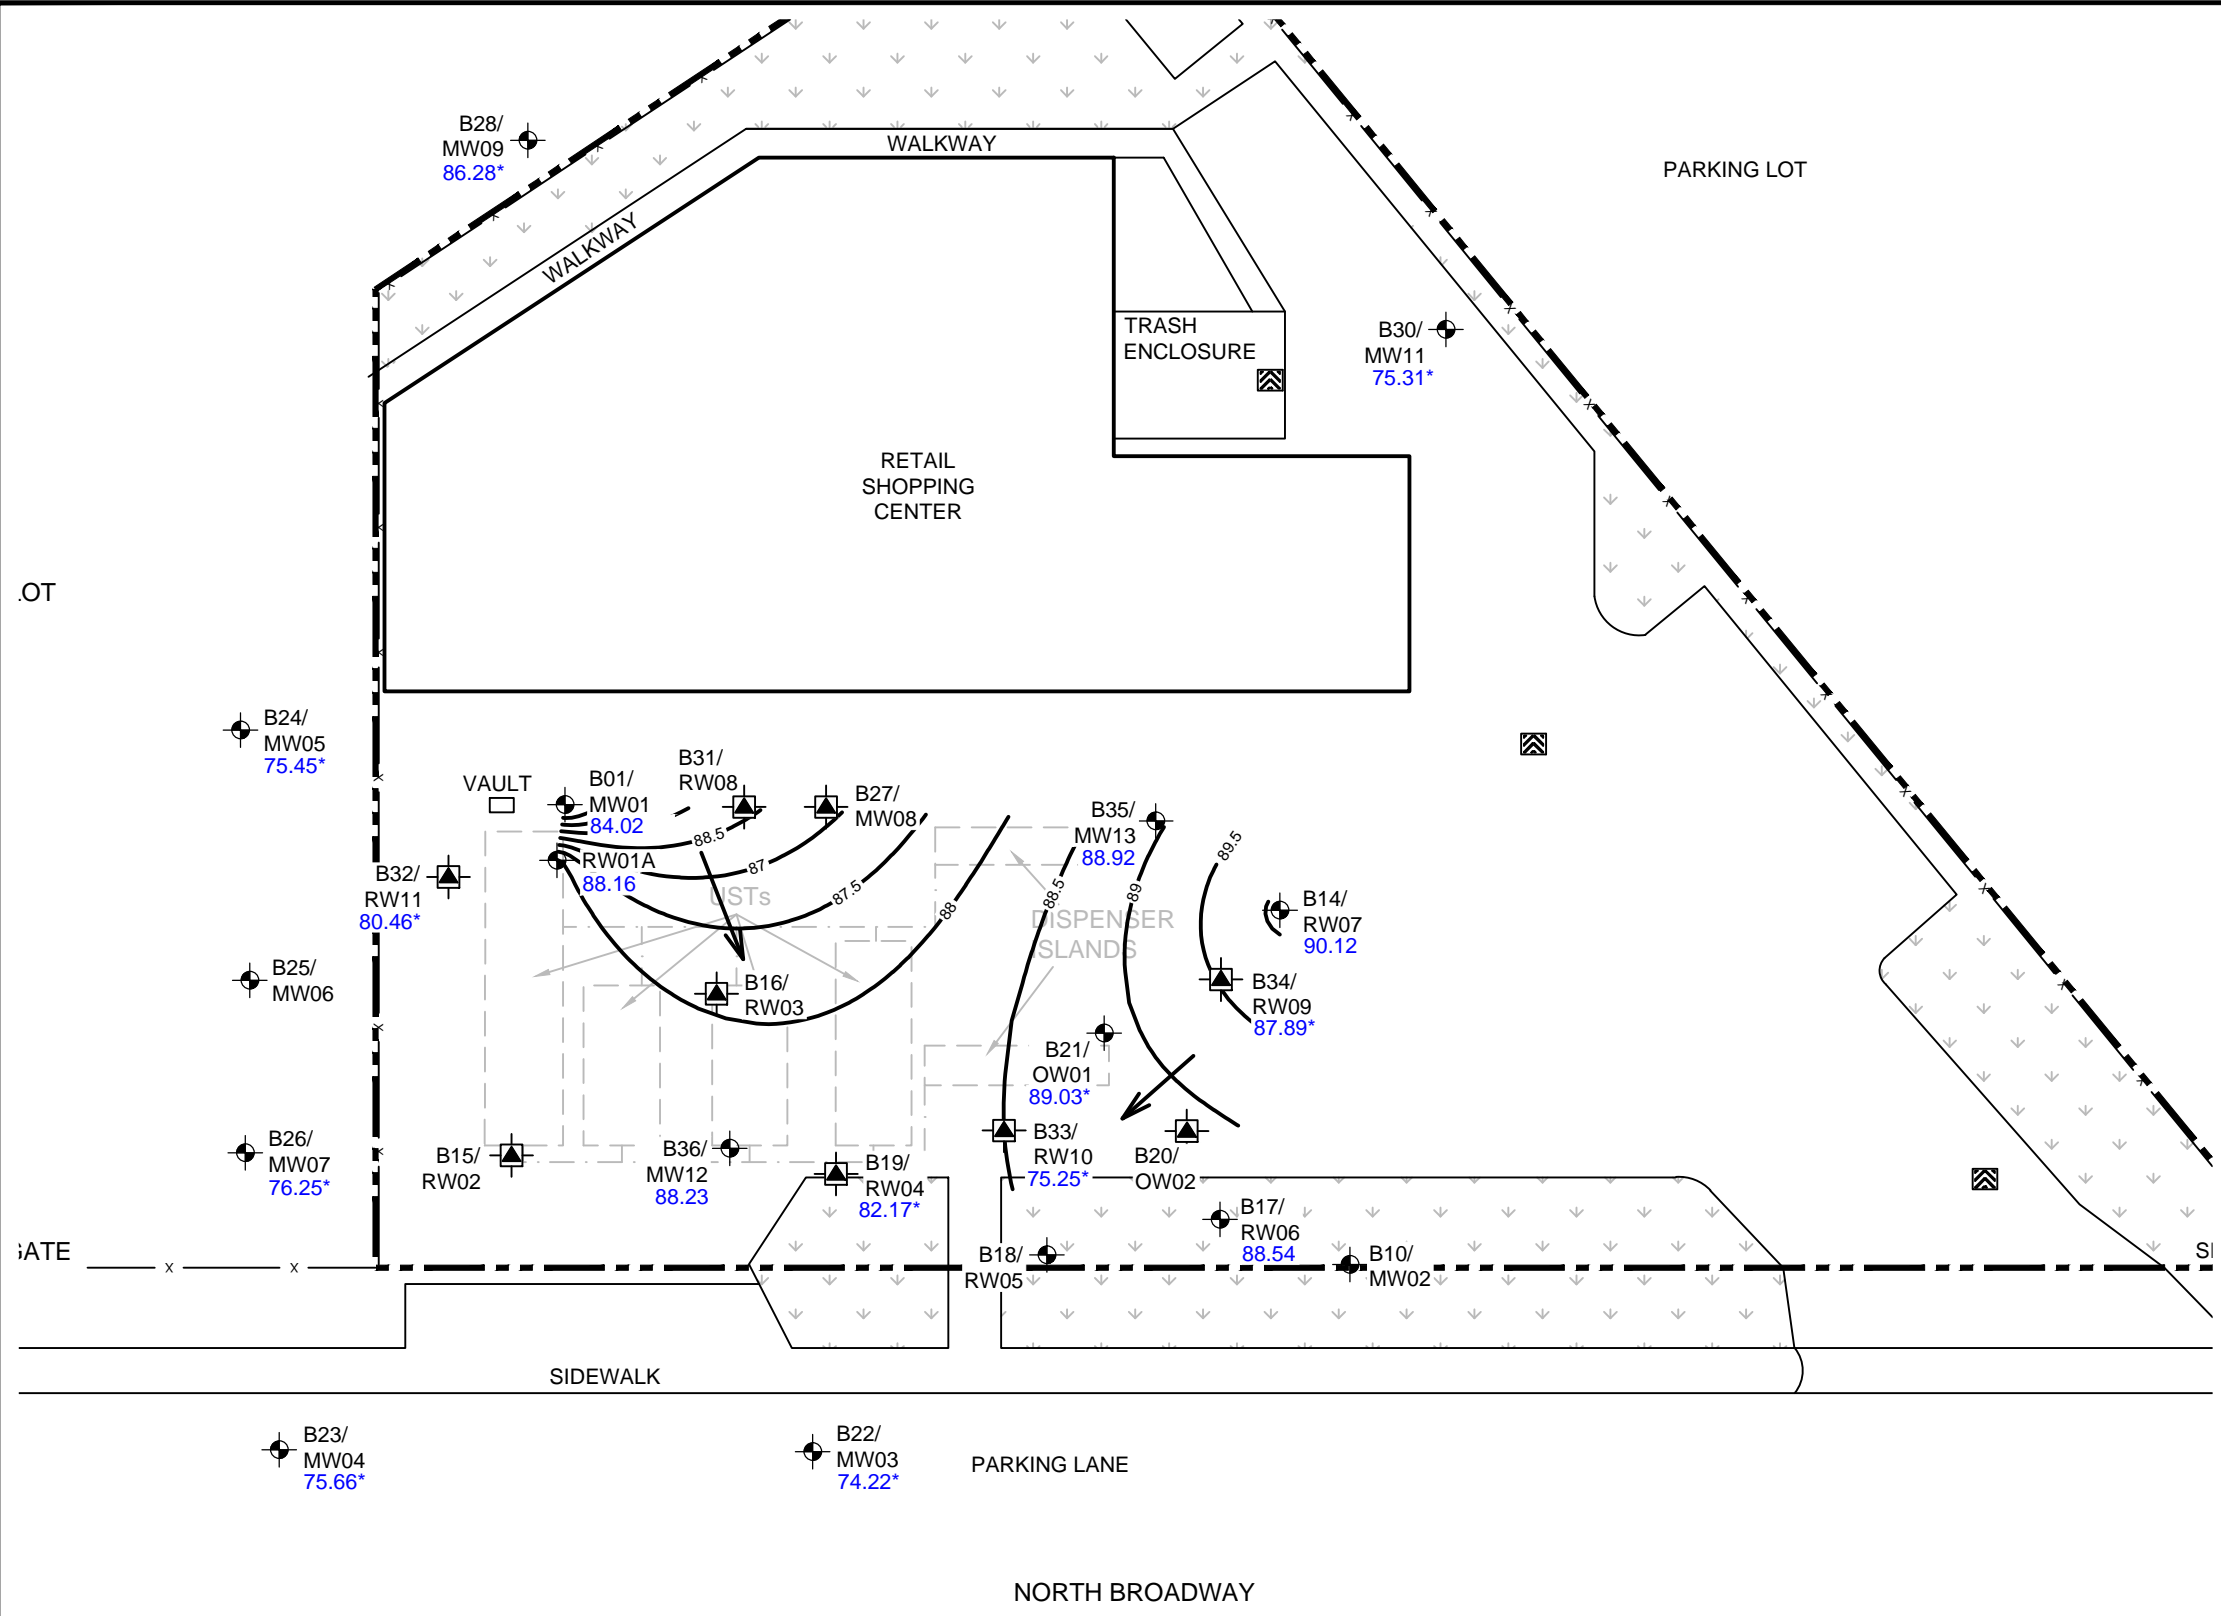 B28/
MW09
86.28*
WALKWAY
WALKWAY
PARKING LOT
TRASH
ENCLOSURE
B30/
MW11
75.31*
RETAIL
SHOPPING
CENTER
.OT
B24/
MW05
75.45*
VAULT
B01/
MW01
84.02
B31/
RW08
B27/
MW08
B35/
MW13
88.92
88.5
87
87.5
88
88.5
89
89.5
RW01A
88.16
B32/
RW11
80.46*
USTs
DISPENSER
ISLANDS
B14/
RW07
90.12
B25/
MW06
B16/
RW03
B34/
RW09
87.89*
B21/
OW01
89.03*
B26/
MW07
76.25*
B15/
RW02
B36/
MW12
88.23
B19/
RW04
82.17*
B33/
RW10
75.25*
B20/
OW02
B17/
RW06
88.54
B18/
RW05
B10/
MW02
GATE
x
x
SIDEWALK
B23/
MW04
75.66*
B22/
MW03
74.22*
PARKING LANE
NORTH BROADWAY